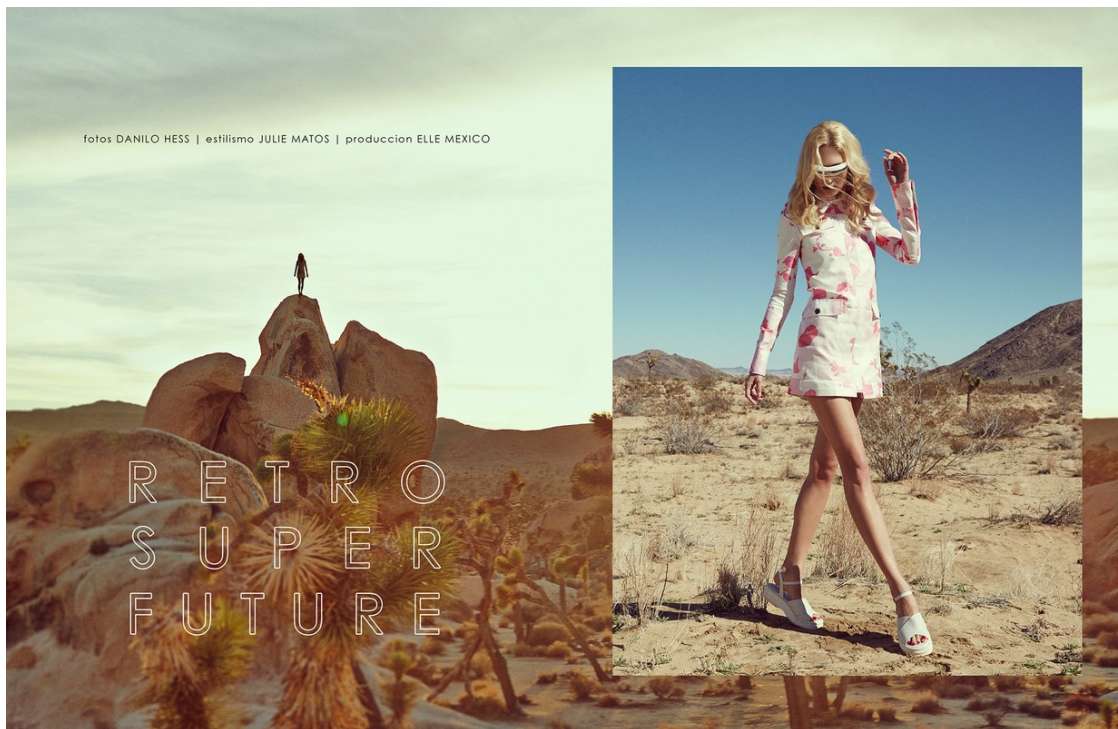 fotos DANILO HESS | estilismo JULIE MATOS | produccion ELLE MEXICO
RETRO
SUPER
FUTURE